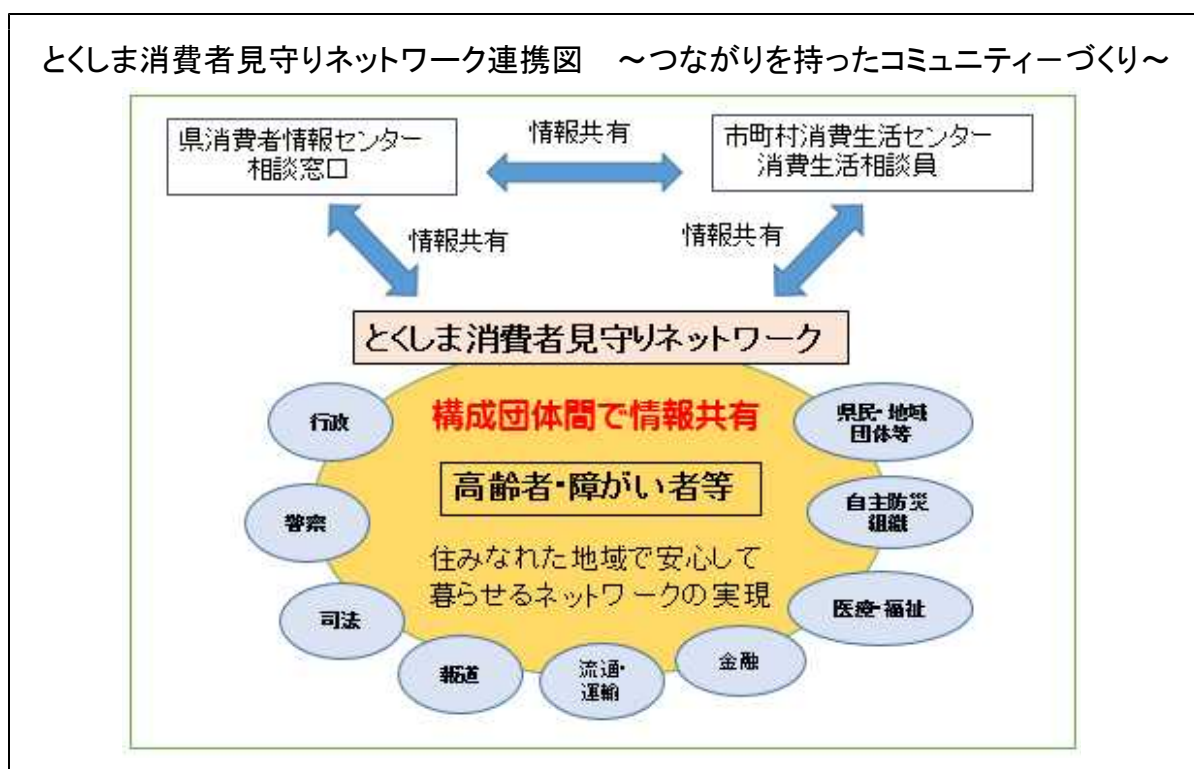 とくしま消費者見守りネットワーク連携図　～つながりを持ったコミュニティーづくり～
県消費者情報センター
相談窓口
情報共有
市町村消費生活センター
消費生活相談員
情報共有
情報共有
とくしま消費者見守りネットワーク
構成団体間で情報共有
高齢者・障がい者等
住みなれた地域で安心して
暮らせるネットワークの実現
行政
警察
司法
報道
流通・
運輸
金融
医療・福祉
自主防災
組織
県民・地域
団体等